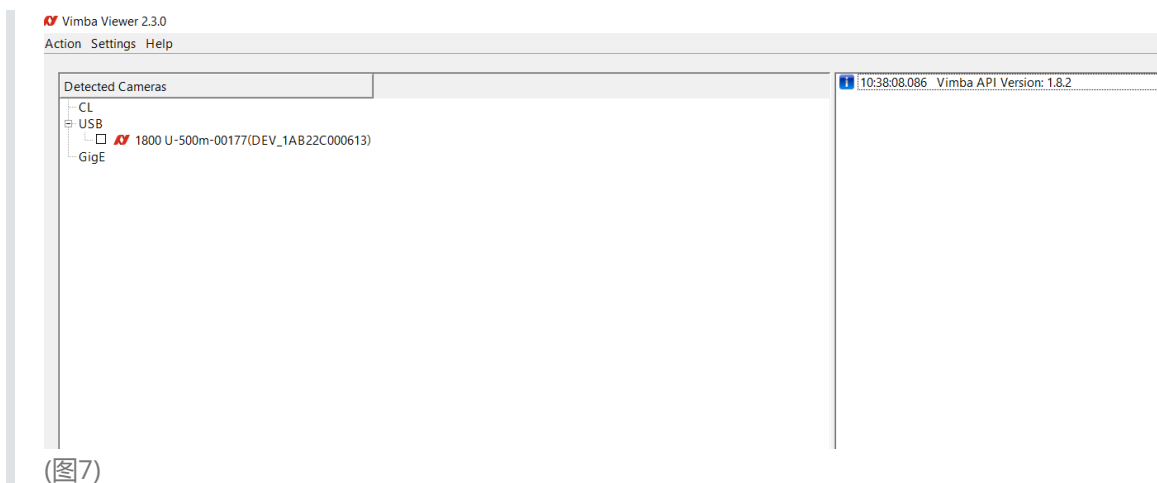 Vimba Viewer 2.3.0
Action Settings Help
Detected Cameras
CL
USB
1800 U-500m-00177(DEV_1AB22C000613)
GigE
10:38:08.086 Vimba API Version: 1.8.2
(图7)